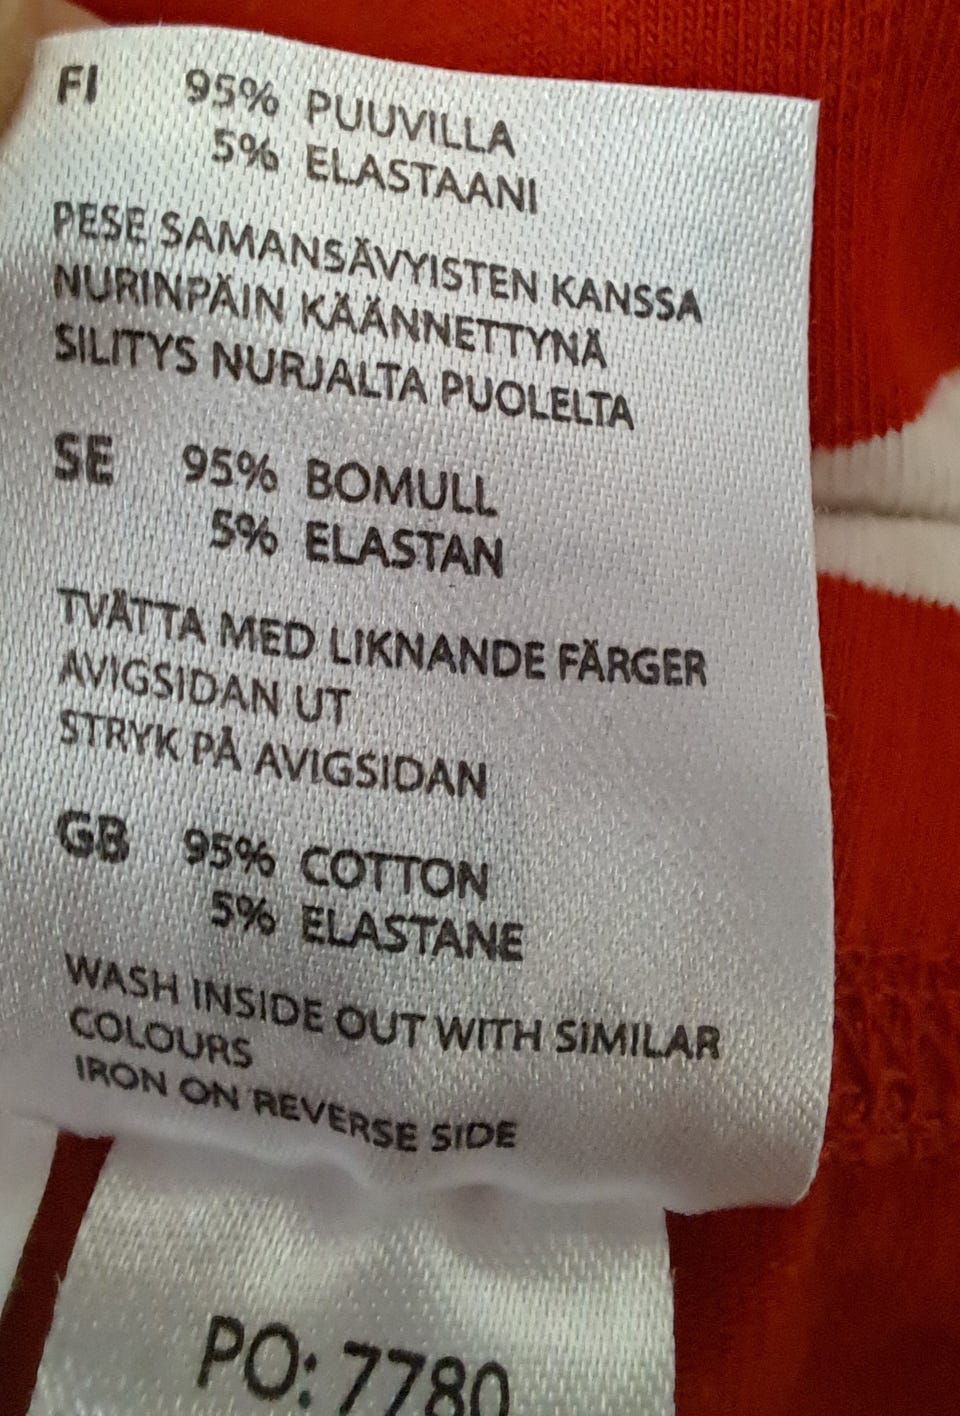 FI 95% PUUVILLA
5% ELASTAANI
PESE SAMANSÄVYISTEN KANSSA
NURINPÄIN KÄÄNNETTYNÄ
SILITYS NURJALTA PUOLELTA
SE 95% BOMULL
5% ELASTAN
TVÄTTA MED LIKNANDE FÄRGER
AVIGSIDAN UT
STRYK PÅ AVIGSIDAN
GB 95% COTTON
5% ELASTANE
WASH INSIDE OUT WITH SIMILAR
COLOURS
IRON ON REVERSE SIDE
PO: 7780